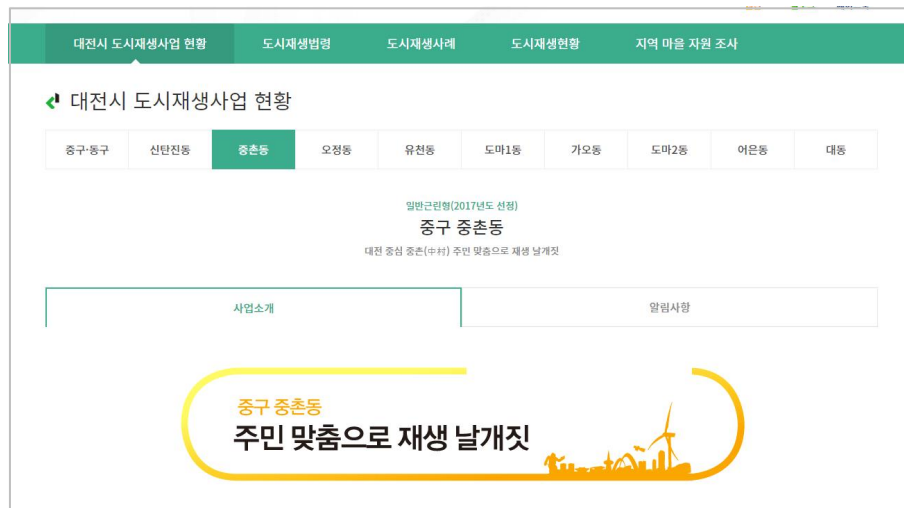 대전시 도시재생사업 현황 도시재생법령 도시재생사례 도시재생현황 지역 마을 자원 조사
대전시 도시재생사업 현황
중구·동구 신탄진동 중촌동 오정동 유천동 도마1동 가오동 도마2동 어은동 대동
일반근린형(2017년도 선정)
중구 중촌동
대전 중심 중촌(中村) 주민 맞춤으로 재생 날개짓
사업소개 알림사항
중구 중촌동
주민 맞춤으로 재생 날개짓